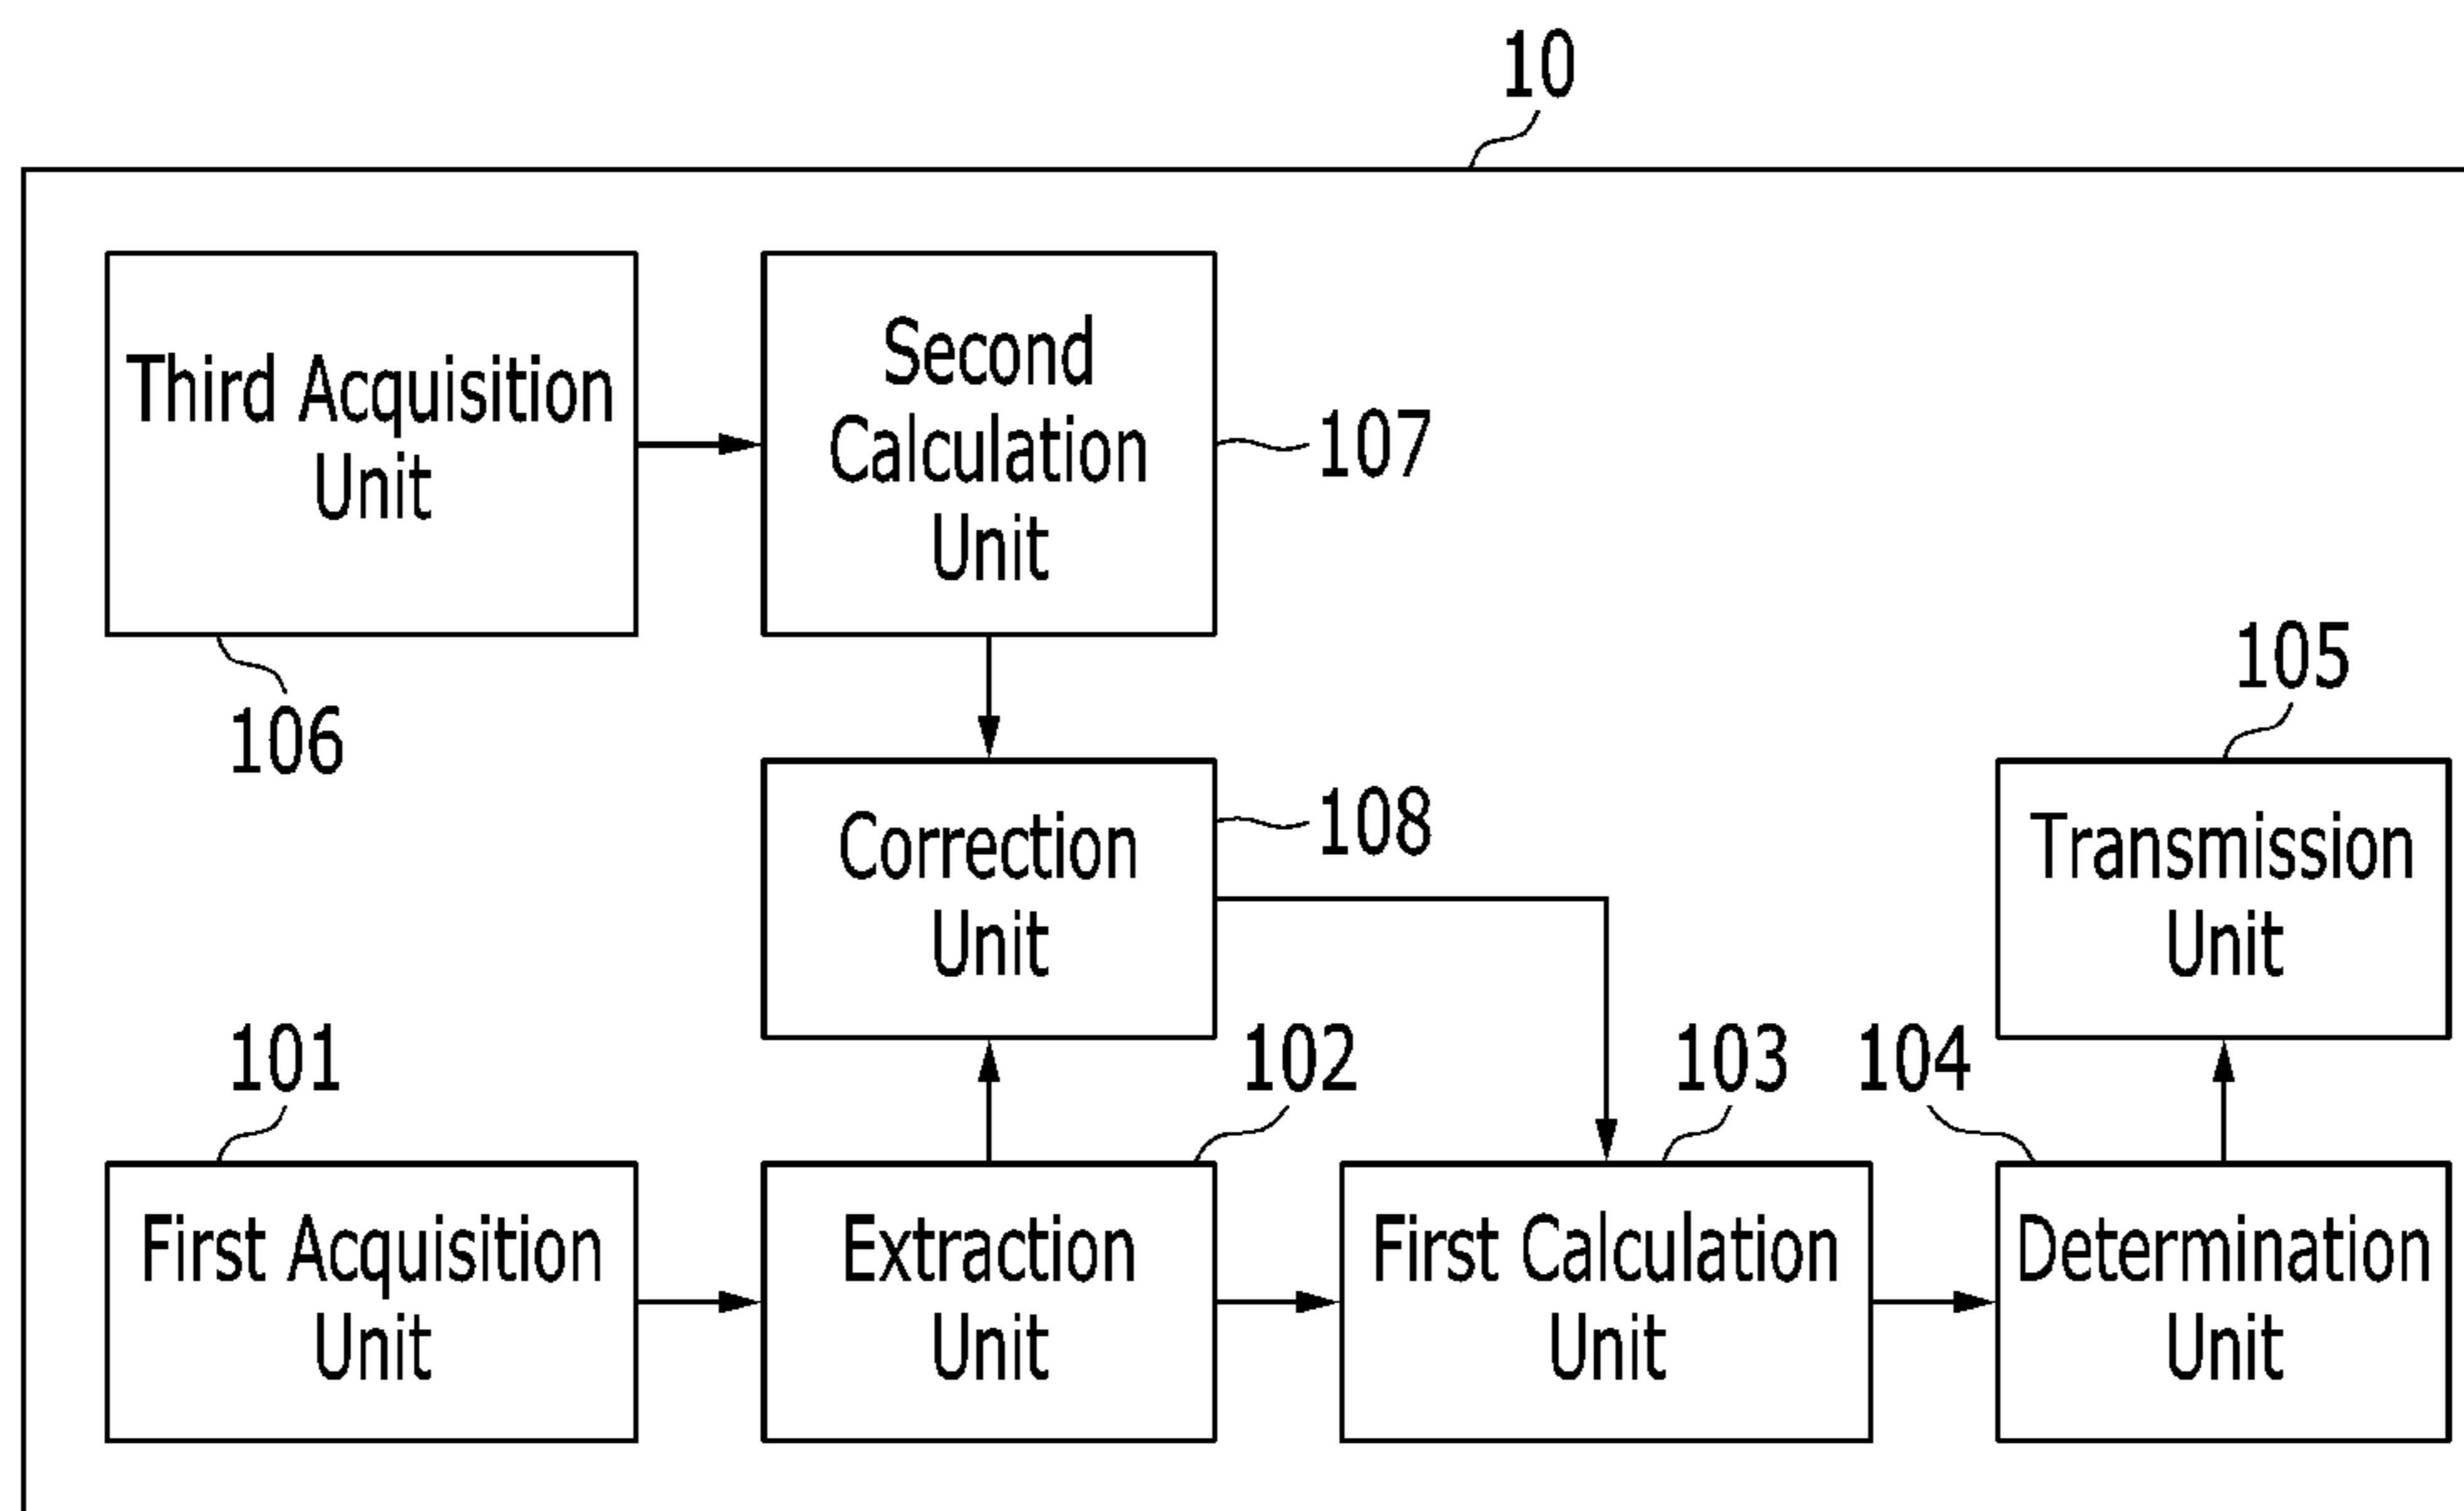 10
Third Acquisition
Unit
106
Second
Calculation
Unit
107
Correction
Unit
108
105
Transmission
Unit
101
First Acquisition
Unit
102
Extraction
Unit
103
First Calculation
Unit
104
Determination
Unit